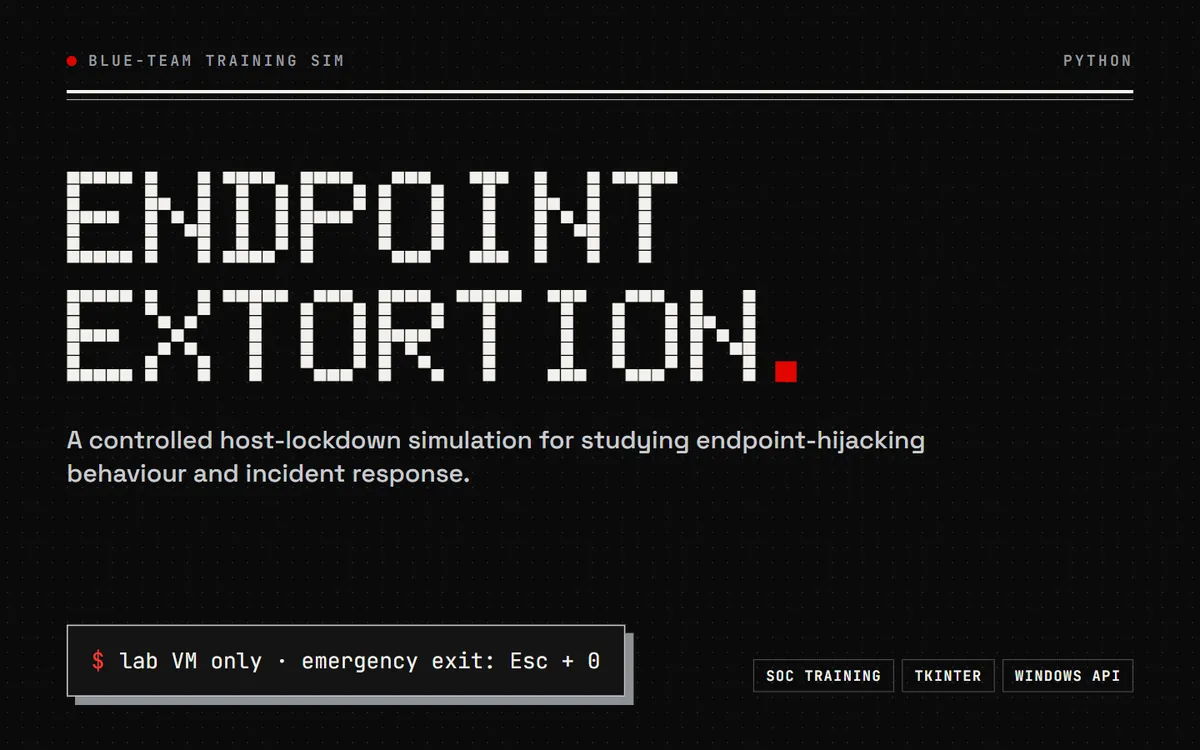 BLUE-TEAM TRAINING SIM
PYTHON
ENDPOINT
EXTORTION.
A controlled host-lockdown simulation for studying endpoint-hijacking
behaviour and incident response.
$ lab VM only · emergency exit: Esc + 0
SOC TRAINING
TKINTER
WINDOWS API